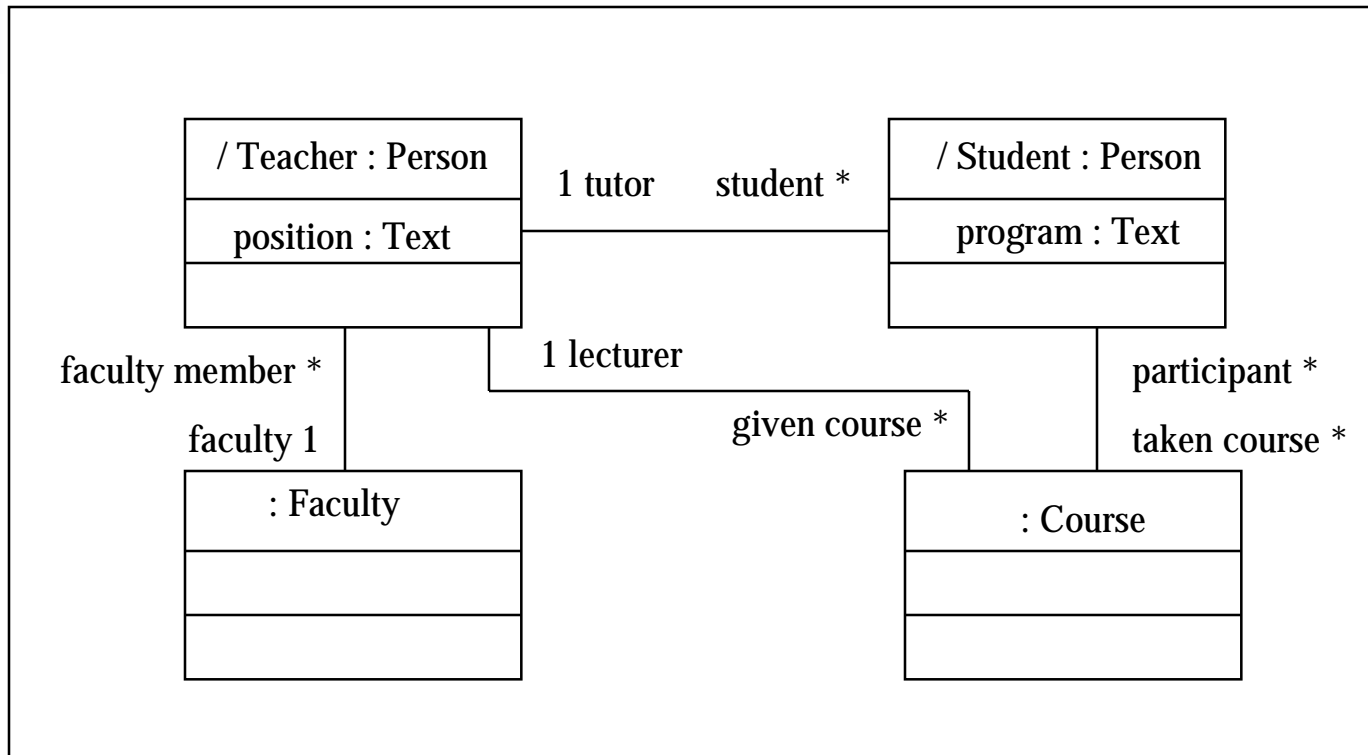 / Teacher : Person
position : Text
1 tutor
student *
/ Student : Person
program : Text
faculty member *
faculty 1
1 lecturer
given course *
participant *
taken course *
: Faculty
: Course